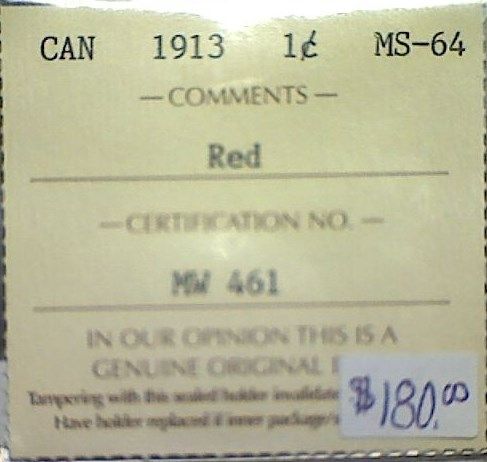 CAN 1913 1¢ MS-64
— COMMENTS —
Red
— CERTIFICATION NO. —
MW 461
IN OUR OPINION THIS IS A
GENUINE ORIGINAL
Tampering with this sealed holder invalidate
Have holder replaced if inner package/
$180.00